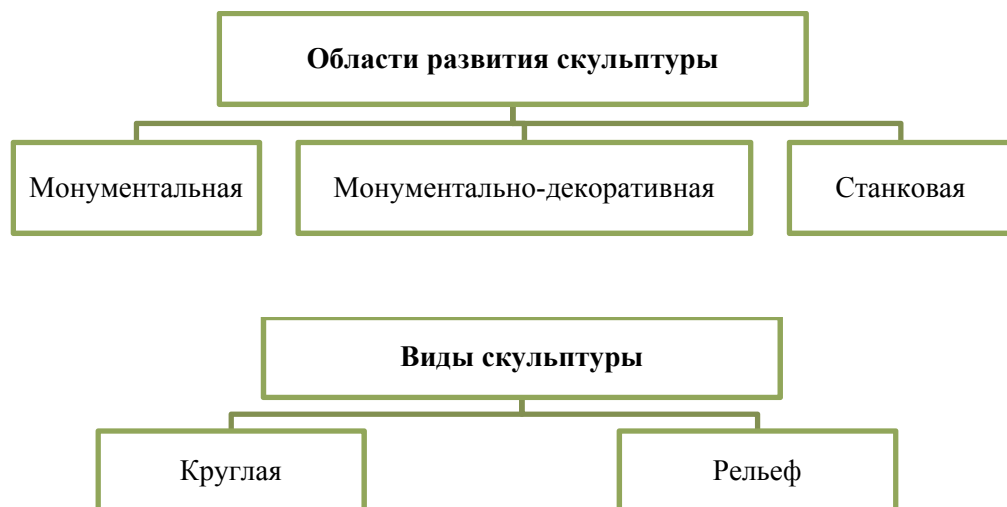 Области развития скульптуры
Монументальная
Монументально-декоративная
Станковая
Виды скульптуры
Круглая
Рельеф